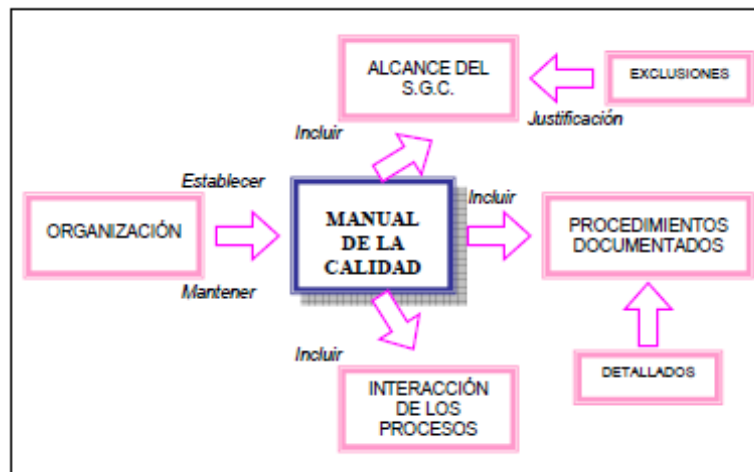 ALCANCE DEL
S.G.C.
EXCLUSIONES
Incluir
Justificación
Establecer
ORGANIZACIÓN
Mantener
MANUAL
DE LA
CALIDAD
Incluir
PROCEDIMIENTOS
DOCUMENTADOS
DETALLADOS
Incluir
INTERACCIÓN
DE LOS
PROCESOS